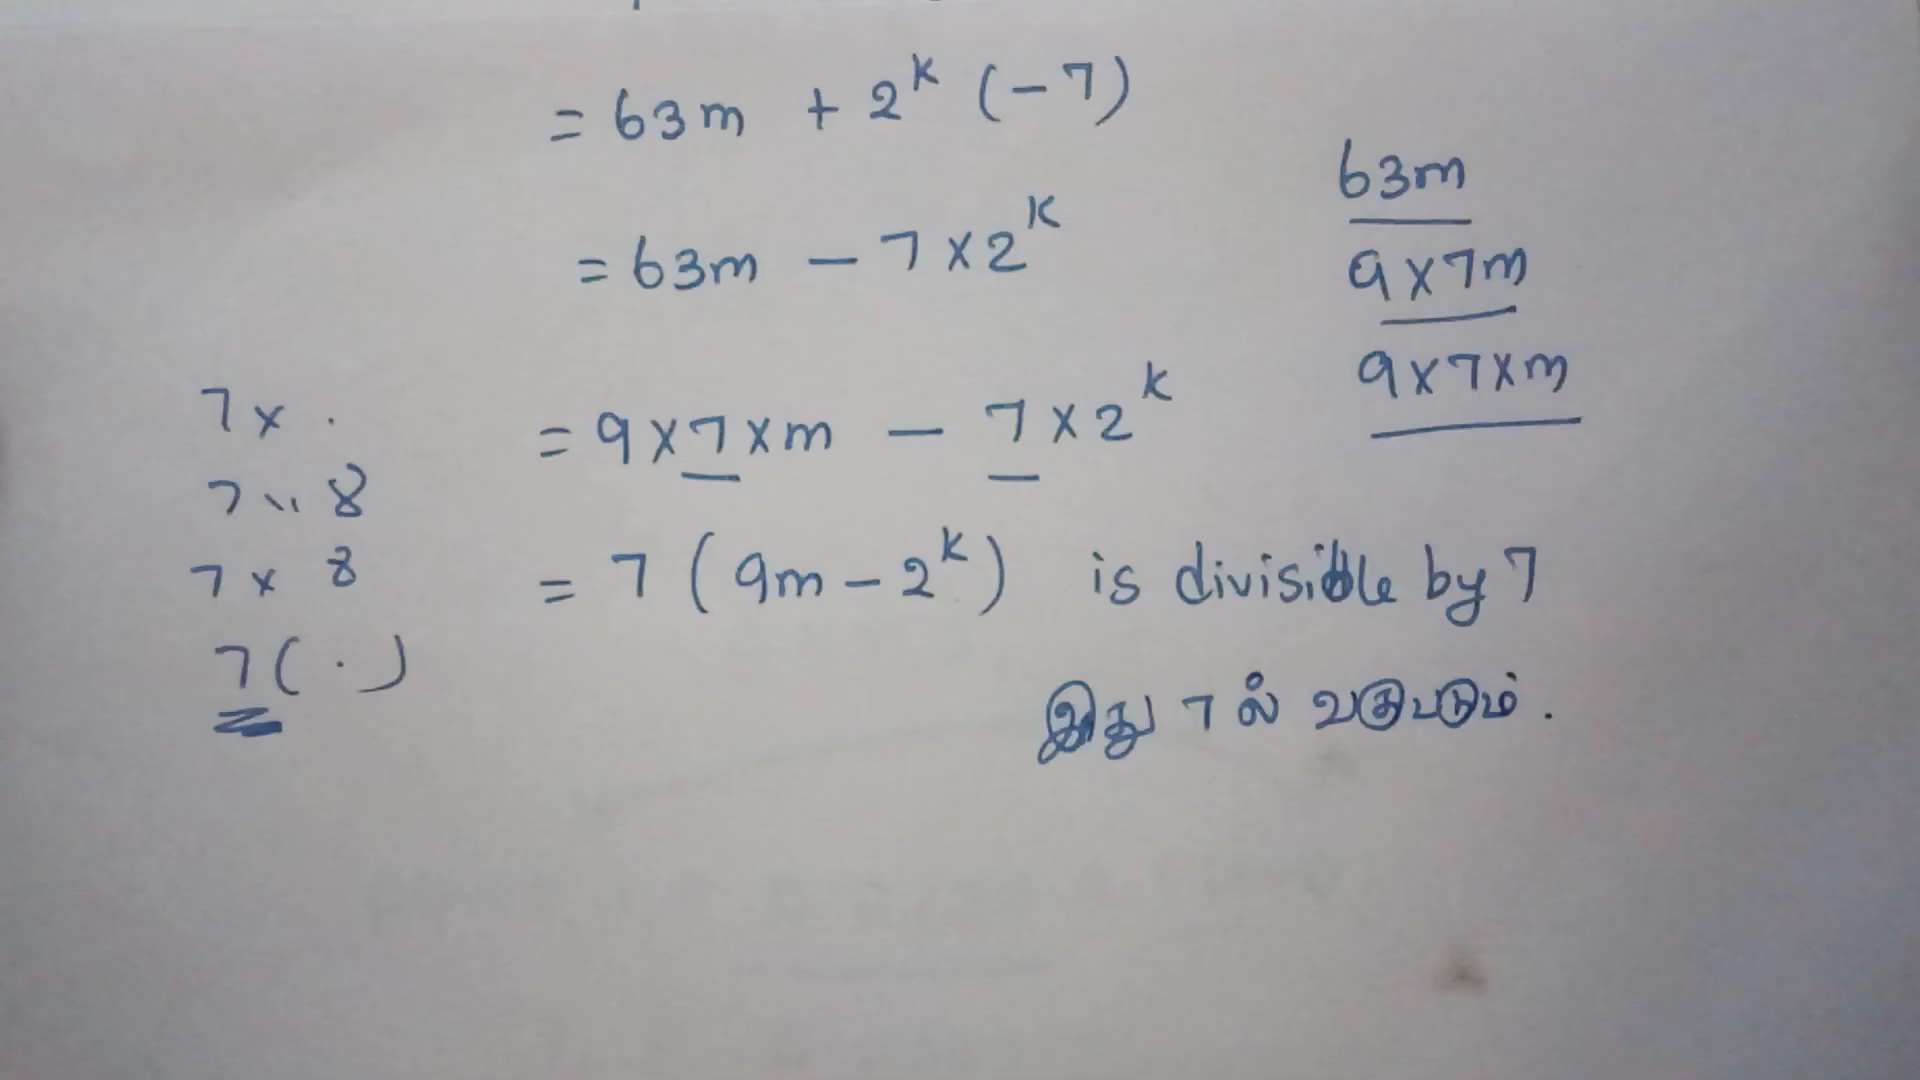 = 63m + 2^k (-7)
= 63m - 7 × 2^k
= 9 × 7 × m - 7 × 2^k
= 7 (9m - 2^k) is divisible by 7
இது 7 ல் வகுபடும்.
63m
9 × 7m
9 × 7 × m
7 × .
7 8
7 × 8
7 ( . )